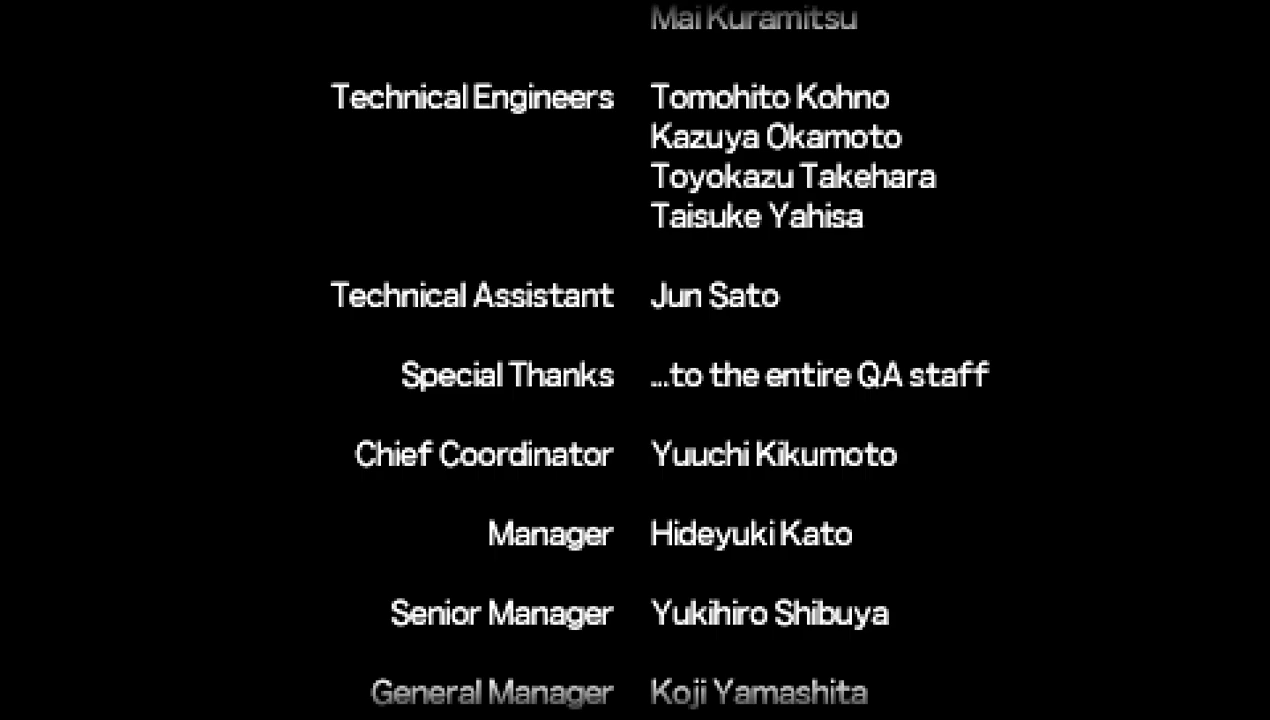 Mai Kuramitsu
Technical Engineers Tomohito Kohno
Kazuya Okamoto
Toyokazu Takehara
Taisuke Yahisa
Technical Assistant Jun Sato
Special Thanks ...to the entire QA staff
Chief Coordinator Yuuchi Kikumoto
Manager Hideyuki Kato
Senior Manager Yukihiro Shibuya
General Manager Koji Yamashita